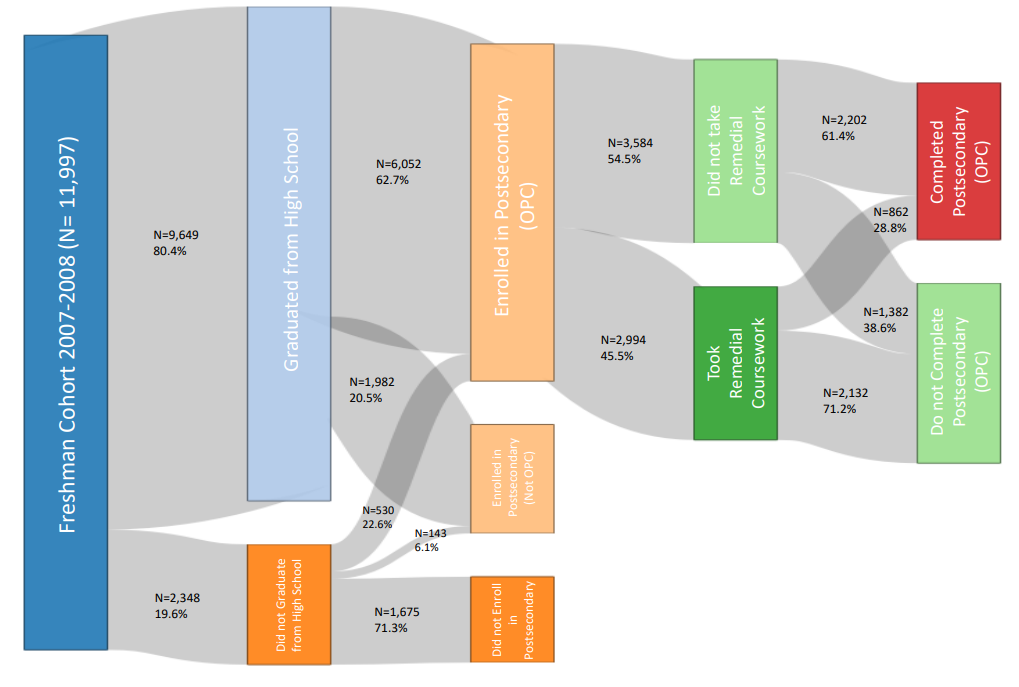 Freshman Cohort 2007-2008 (N= 11,997)
N=9,649
80.4%
N=2,348
19.6%
Graduated from High School
Did not Graduate
from High School
N=6,052
62.7%
N=1,982
20.5%
N=530
22.6%
N=143
6.1%
N=1,675
71.3%
Enrolled in Postsecondary
(OPC)
Enrolled in
Postsecondary
(Not OPC)
Did not Enroll
in
Postsecondary
N=3,584
54.5%
N=2,994
45.5%
Did not take
Remedial
Coursework
Took
Remedial
Coursework
N=2,202
61.4%
N=862
28.8%
N=1,382
38.6%
N=2,132
71.2%
Completed
Postsecondary
(OPC)
Do not Complete
Postsecondary
(OPC)